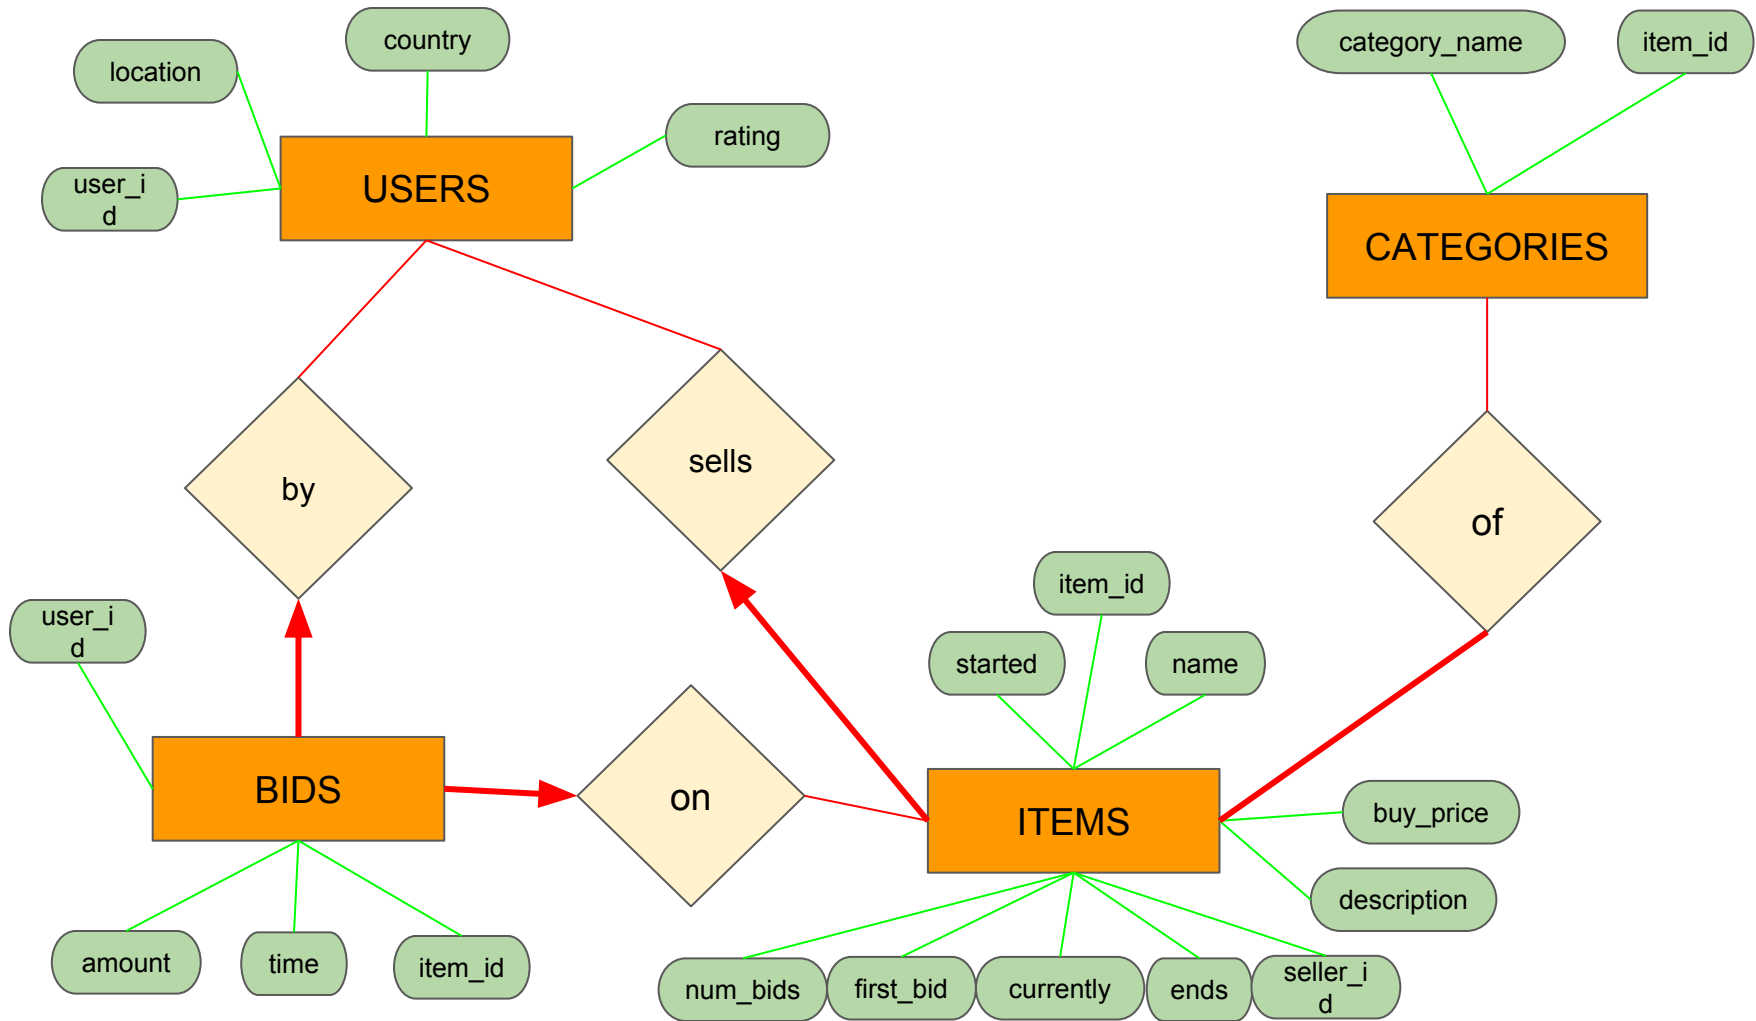 country
category_name
item_id
location
rating
user_i
d
USERS
CATEGORIES
sells
by
of
item_id
user_i
d
started
name
BIDS
on
ITEMS
buy_price
description
amount
time
item_id
num_bids
first_bid
currently
ends
seller_i
d